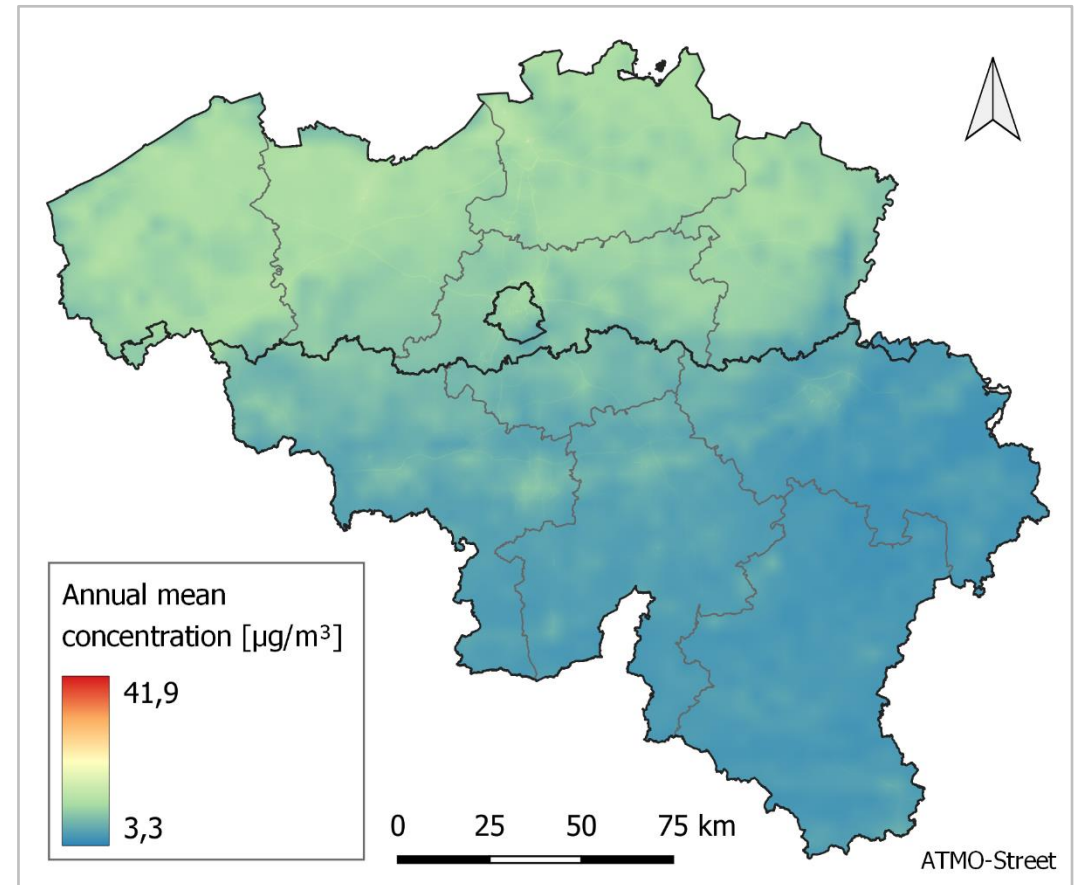 Annual mean
concentration [µg/m³]
41,9
3,3
0 25 50 75 km
ATMO-Street